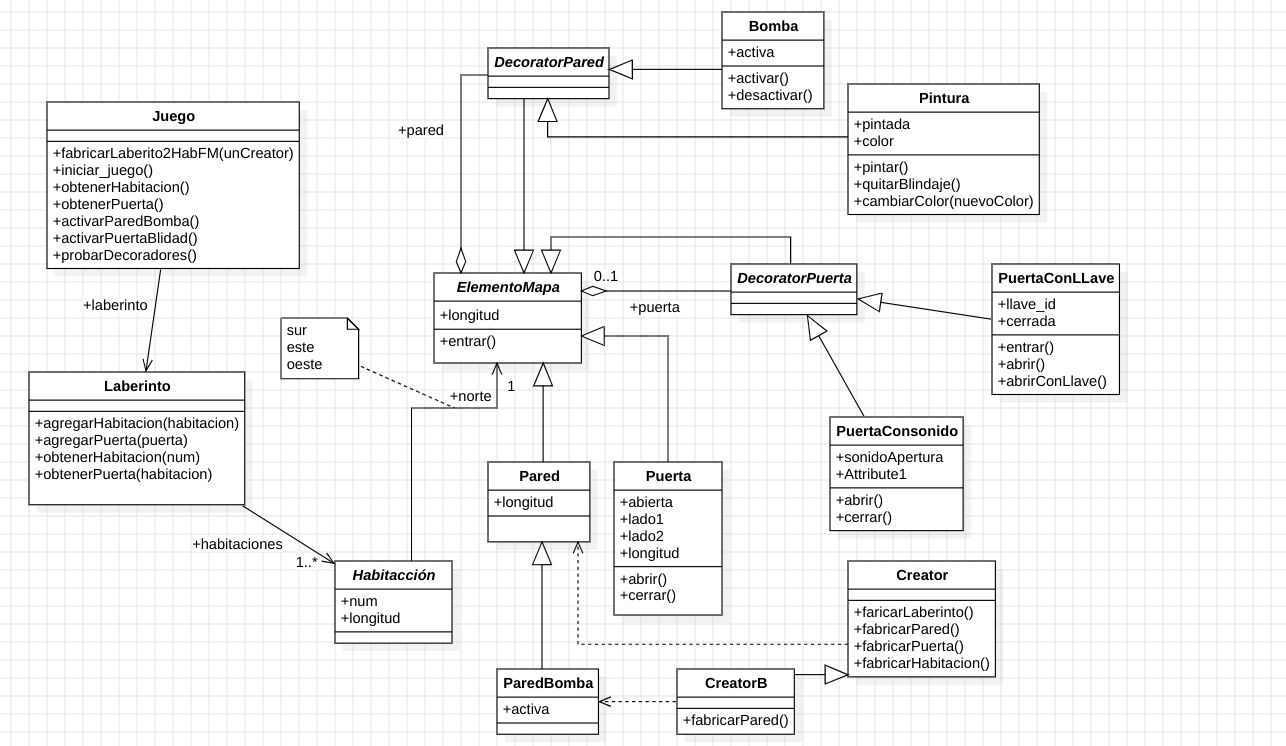 Bomba
+activa
+activar()
+desactivar()
DecoratorPared
Pintura
+pintada
+color
+pintar()
+quitarBlindaje()
+cambiarColor(nuevoColor)
Juego
+fabricarLaberito2HabFM(unCreator)
+iniciar_juego()
+obtenerHabitacion()
+obtenerPuerta()
+activarParedBomba()
+activarPuertaBlidad()
+probarDecoradores()
+pared
+laberinto
ElementoMapa
+longitud
+entrar()
0..1
+puerta
DecoratorPuerta
PuertaConLLave
+llave_id
+cerrada
+entrar()
+abrir()
+abrirConLlave()
sur
este
oeste
+norte
1
Laberinto
+agregarHabitacion(habitacion)
+agregarPuerta(puerta)
+obtenerHabitacion(num)
+obtenerPuerta(habitacion)
PuertaConsonido
+sonidoApertura
+Attribute1
+abrir()
+cerrar()
Pared
+longitud
Puerta
+abierta
+lado1
+lado2
+longitud
+abrir()
+cerrar()
+habitaciones
1..*
Habitacción
+num
+longitud
Creator
+faricarLaberinto()
+fabricarPared()
+fabricarPuerta()
+fabricarHabitacion()
ParedBomba
+activa
CreatorB
+fabricarPared()